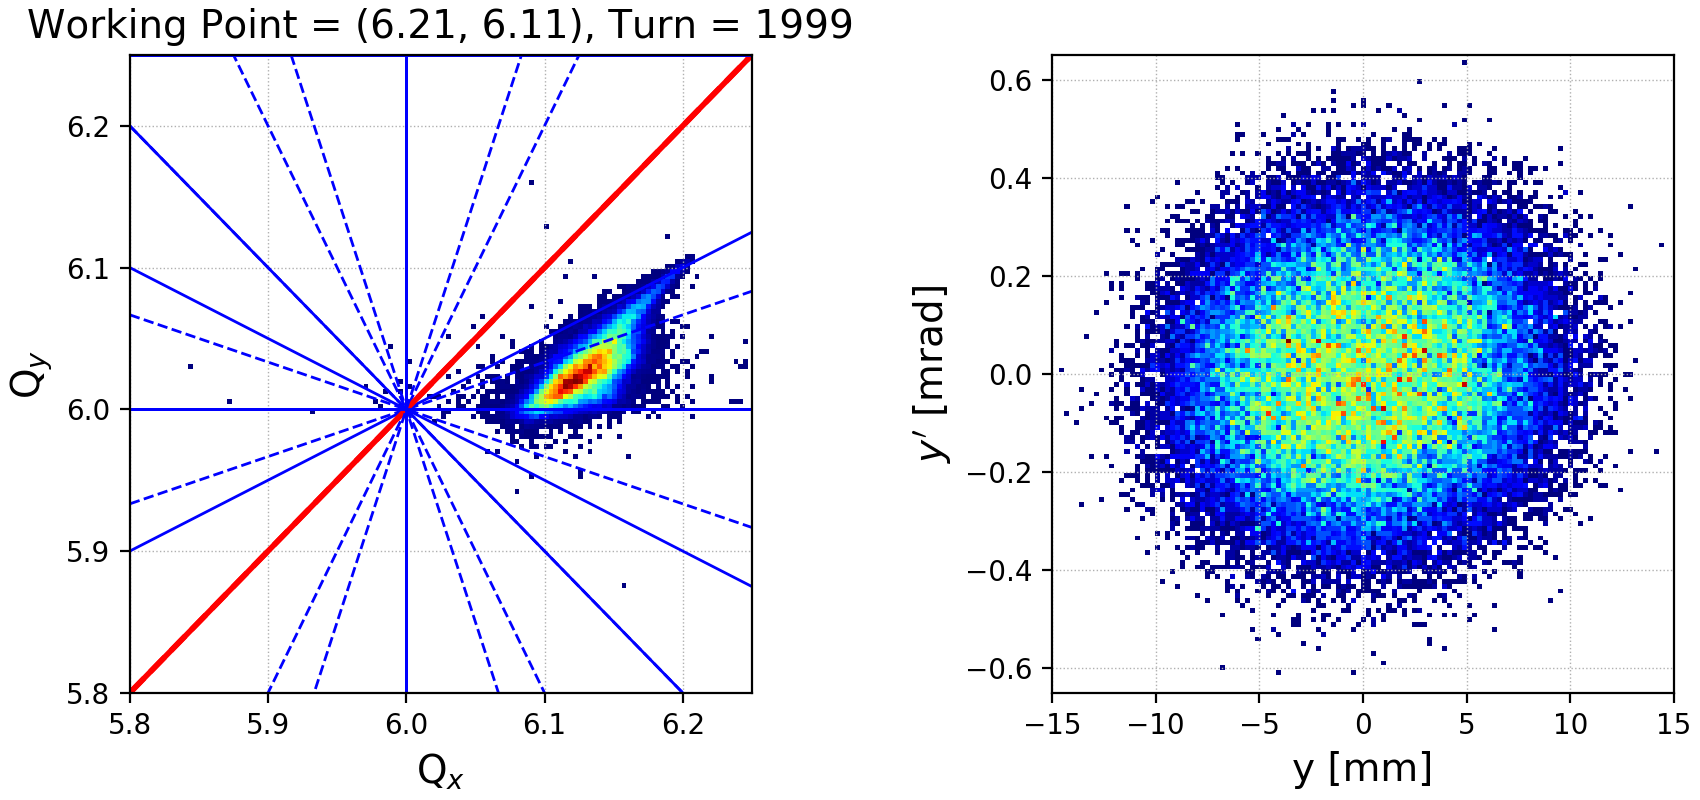 Working Point = (6.21, 6.11), Turn = 1999
6.2
6.1
6.0
5.9
5.8
Q_y
5.8 5.9 6.0 6.1 6.2
Q_x
0.6
0.4
0.2
0.0
−0.2
−0.4
−0.6
y′ [mrad]
−15 −10 −5 0 5 10 15
y [mm]